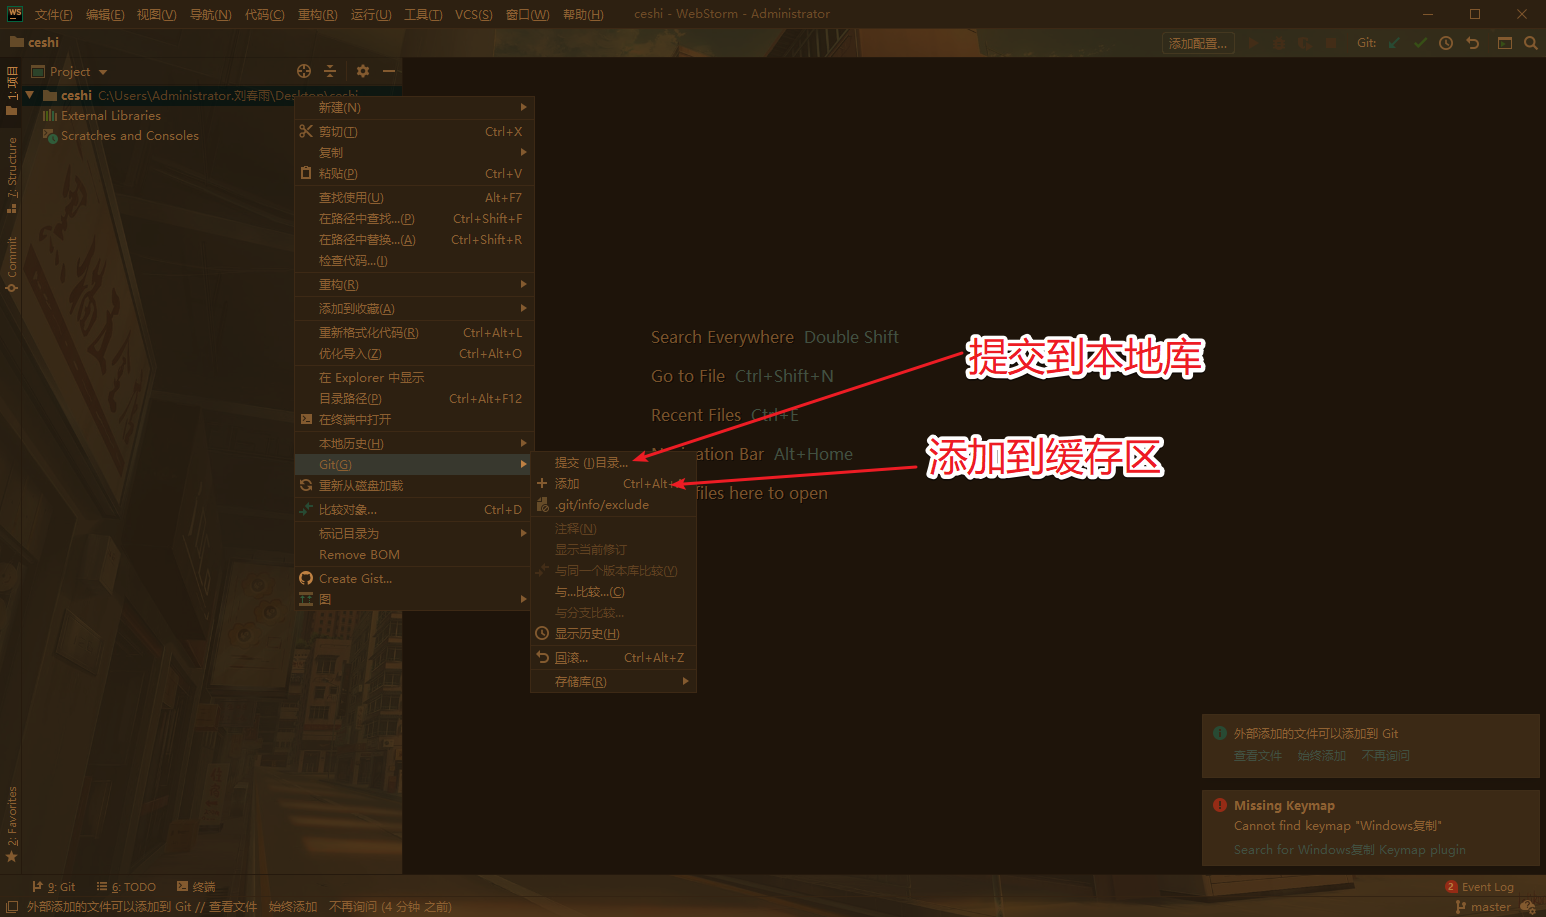 WS 文件(F) 编辑(E) 视图(V) 导航(N) 代码(C) 重构(R) 运行(U) 工具(T) VCS(S) 窗口(W) 帮助(H) ceshi - WebStorm - Administrator
ceshi 添加配置... Git:
Project
1: 项目
ceshi C:\Users\Administrator.刘春雨\Desktop\ceshi
External Libraries
Scratches and Consoles
7: Structure
Commit
2: Favorites
新建(N)
剪切(T) Ctrl+X
复制
粘贴(P) Ctrl+V
查找使用(U) Alt+F7
在路径中查找...(P) Ctrl+Shift+F
在路径中替换...(A) Ctrl+Shift+R
检查代码...(I)
重构(R)
添加到收藏(A)
重新格式化代码(R) Ctrl+Alt+L
优化导入(Z) Ctrl+Alt+O
在 Explorer 中显示
目录路径(P) Ctrl+Alt+F12
在终端中打开
本地历史(H)
Git(G)
重新从磁盘加载
比较对象... Ctrl+D
标记目录为
Remove BOM
Create Gist...
图
提交 (I)目录...
添加 Ctrl+Alt+
.git/info/exclude
注释(N)
显示当前修订
与同一个版本库比较(Y)
与...比较...(C)
与分支比较...
显示历史(H)
回滚... Ctrl+Alt+Z
存储库(R)
Search Everywhere Double Shift
Go to File Ctrl+Shift+N
Recent Files Ctrl+E
Bar Alt+Home
files here to open
提交到本地库
添加到缓存区
外部添加的文件可以添加到 Git
查看文件 始终添加 不再询问
Missing Keymap
Cannot find keymap "Windows复制"
Search for Windows复制 Keymap plugin
9: Git 6: TODO 终端 2 Event Log
外部添加的文件可以添加到 Git // 查看文件 始终添加 不再询问 (4 分钟 之前) master